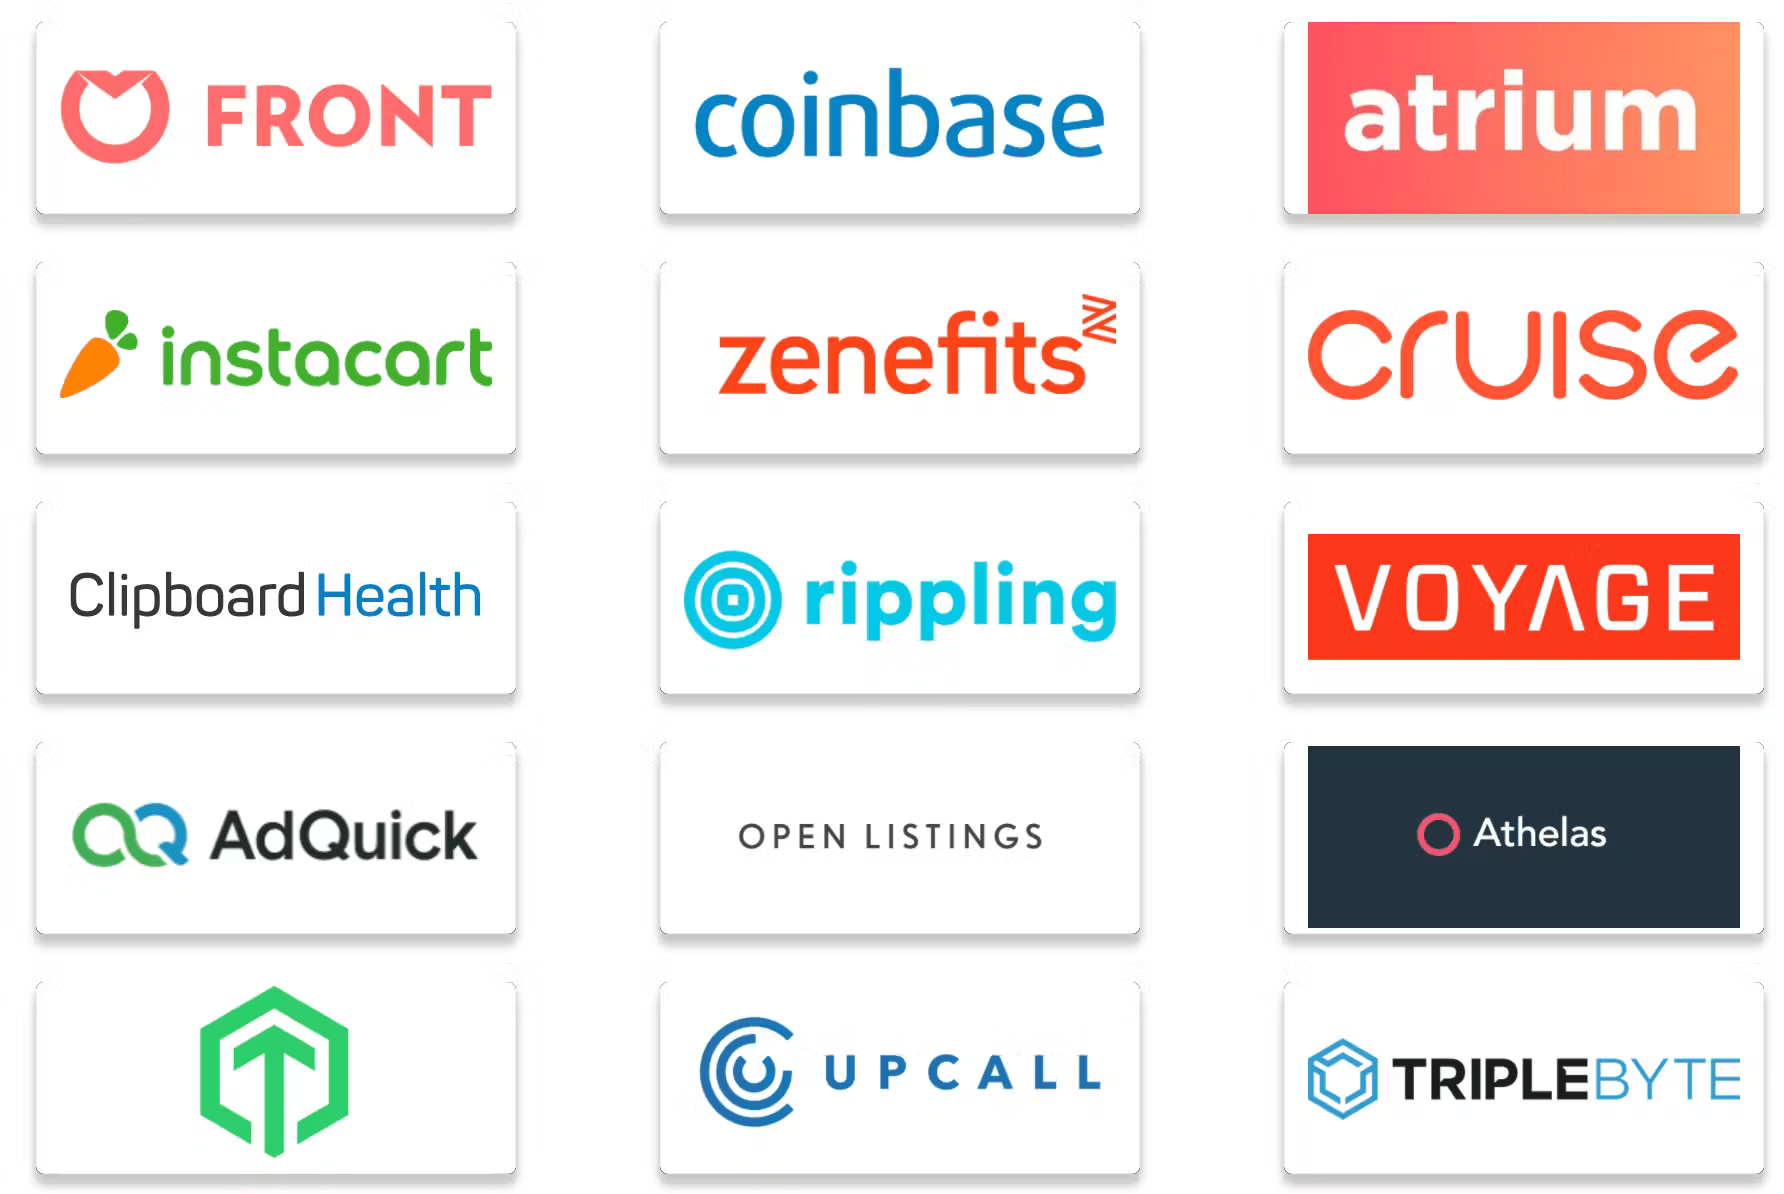 FRONT
coinbase
atrium
instacart
zenefits
cruise
Clipboard Health
rippling
VOYAGE
AdQuick
OPEN LISTINGS
Athelas
UPCALL
TRIPLEBYTE